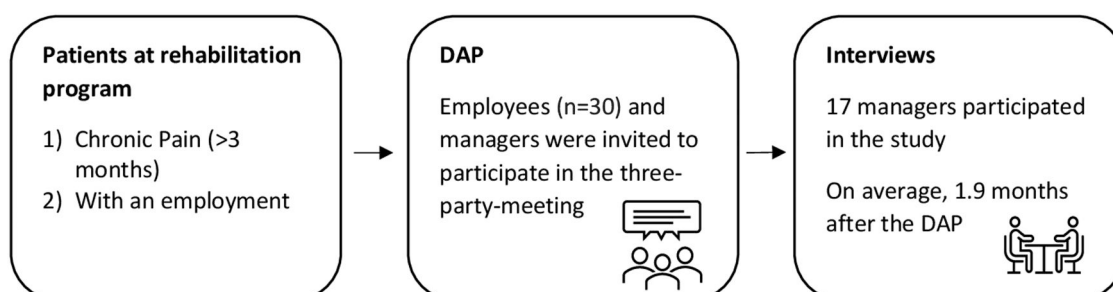 Patients at rehabilitation
program
1) Chronic Pain (>3
months)
2) With an employment
DAP
Employees (n=30) and
managers were invited to
participate in the three-
party-meeting
Interviews
17 managers participated
in the study
On average, 1.9 months
after the DAP